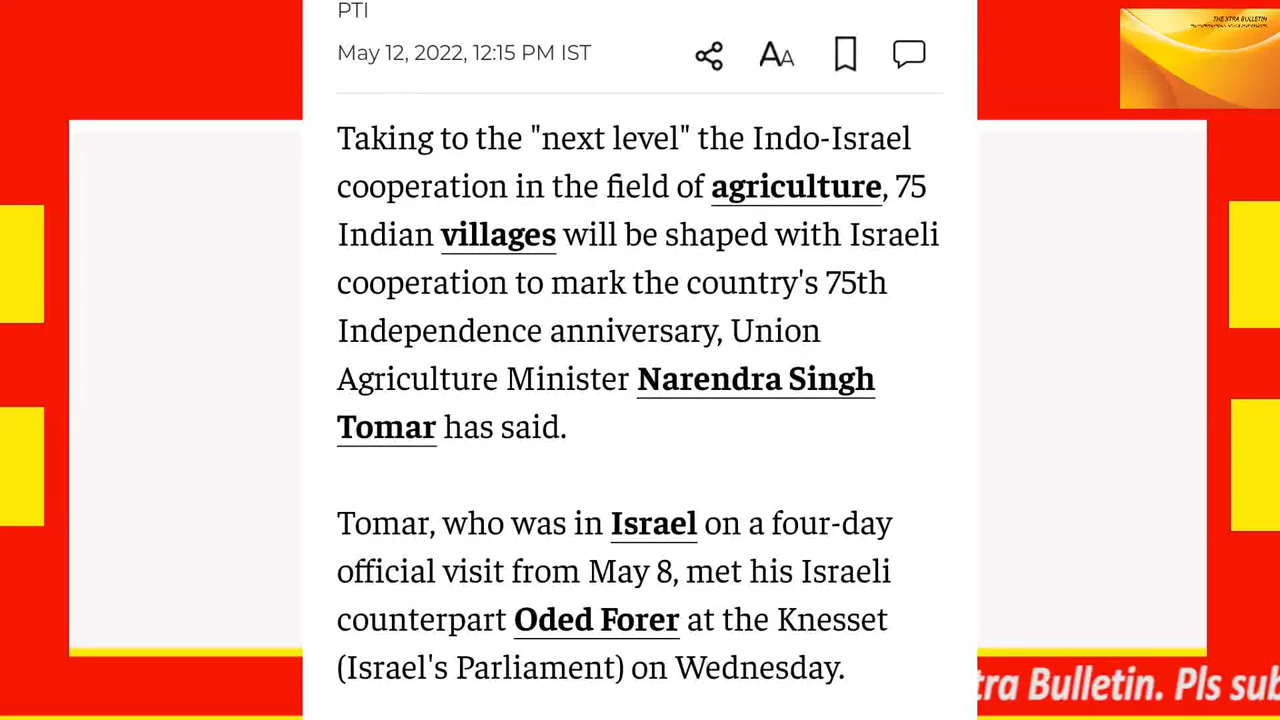 PTI
May 12, 2022, 12:15 PM IST
AA
THE XTRA BULLETIN
Taking to the "next level" the Indo-Israel
cooperation in the field of agriculture, 75
Indian villages will be shaped with Israeli
cooperation to mark the country's 75th
Independence anniversary, Union
Agriculture Minister Narendra Singh
Tomar has said.
Tomar, who was in Israel on a four-day
official visit from May 8, met his Israeli
counterpart Oded Forer at the Knesset
(Israel's Parliament) on Wednesday.
tra Bulletin. Pls sub